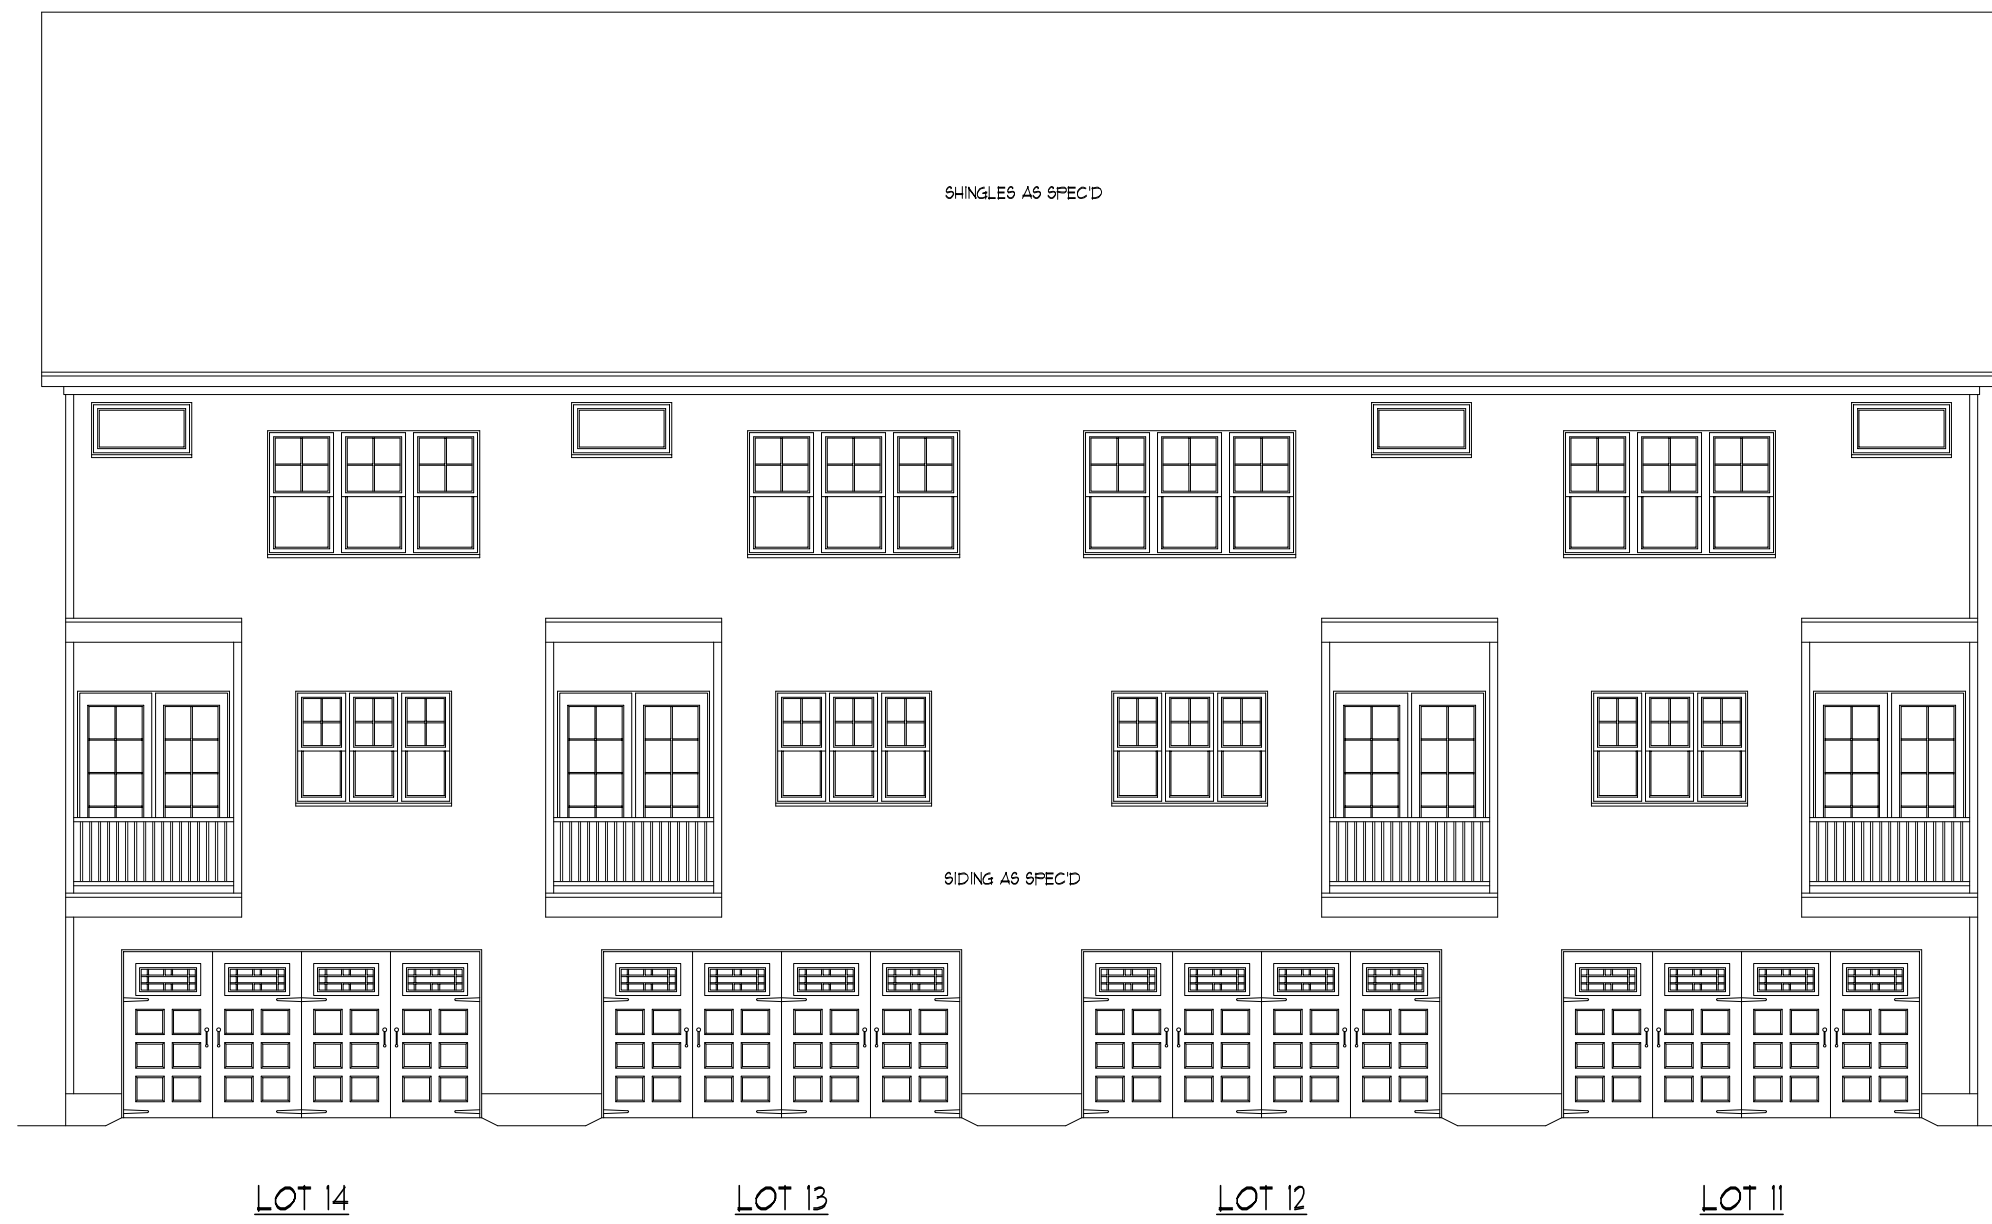 SHINGLES AS SPEC'D
SIDING AS SPEC'D
LOT 14
LOT 13
LOT 12
LOT 11